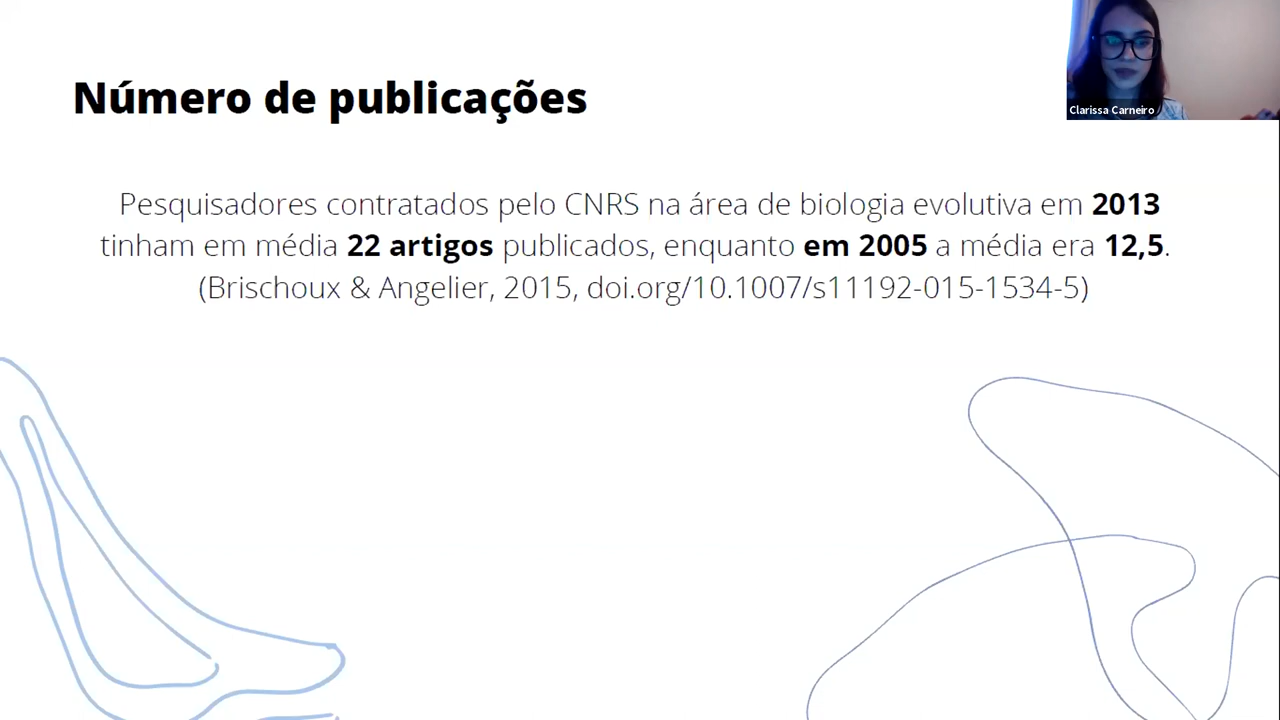 Número de publicações
Clarissa Carneiro
Pesquisadores contratados pelo CNRS na área de biologia evolutiva em 2013
tinham em média 22 artigos publicados, enquanto em 2005 a média era 12,5.
(Brischoux & Angelier, 2015, doi.org/10.1007/s11192-015-1534-5)